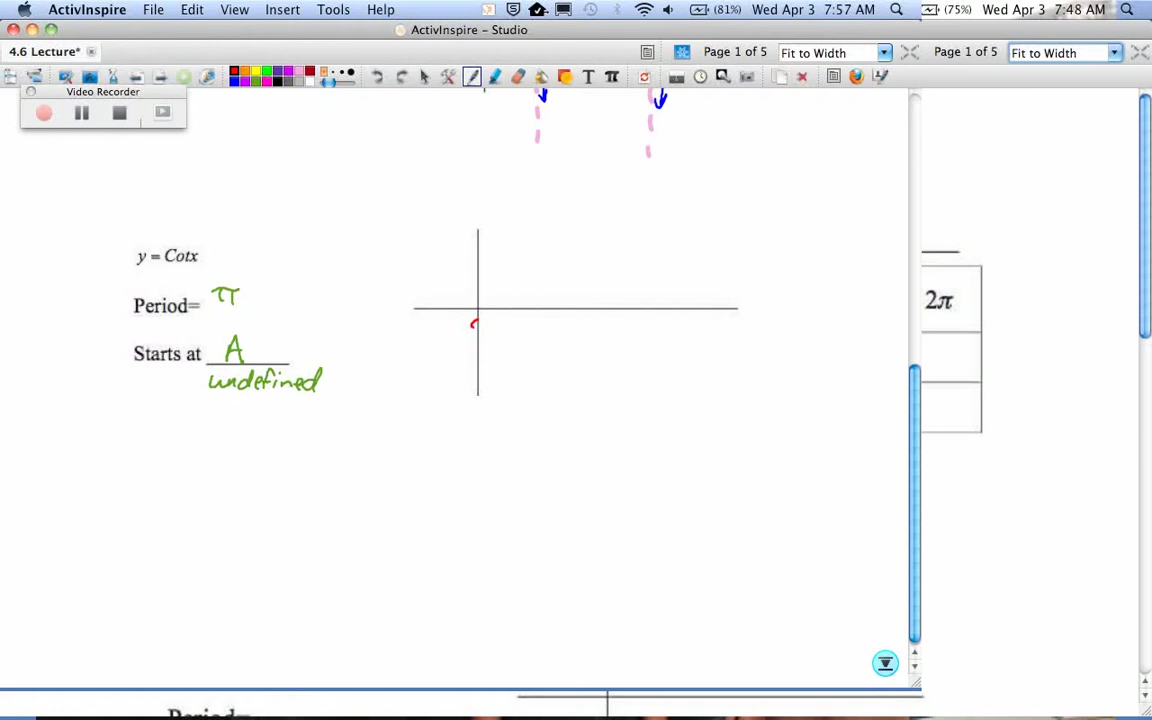 ActivInspire File Edit View Insert Tools Help (81%) Wed Apr 3 7:57 AM (75%) Wed Apr 3 7:48 AM
ActivInspire – Studio
4.6 Lecture* Page 1 of 5 Fit to Width Page 1 of 5 Fit to Width
Video Recorder
y = Cotx
Period= π
2π
Starts at A
undefined
Period=